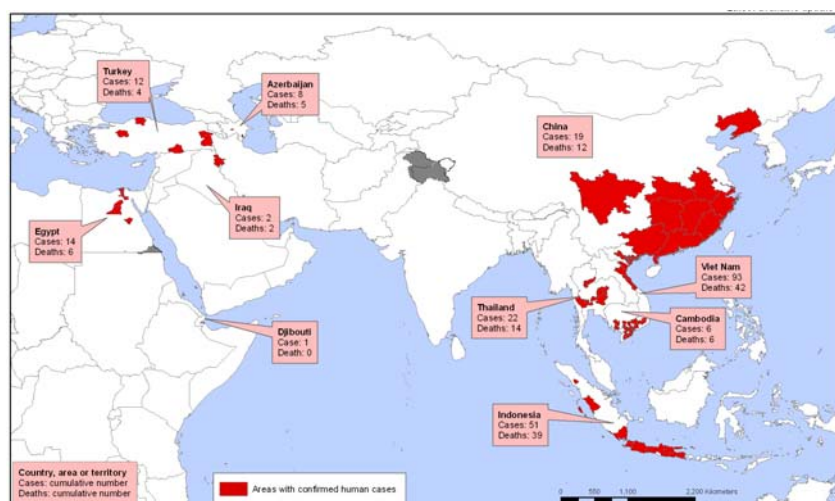 Turkey
Cases: 12
Deaths: 4
Azerbaijan
Cases: 8
Deaths: 5
China
Cases: 19
Deaths: 12
Iraq
Cases: 2
Deaths: 2
Egypt
Cases: 14
Deaths: 6
Viet Nam
Cases: 93
Deaths: 42
Thailand
Cases: 22
Deaths: 14
Cambodia
Cases: 6
Deaths: 6
Djibouti
Case: 1
Death: 0
Indonesia
Cases: 51
Deaths: 39
Country, area or territory
Cases: cumulative number
Deaths: cumulative number
Areas with confirmed human cases
0 550 1,100 2,200 Kilometers